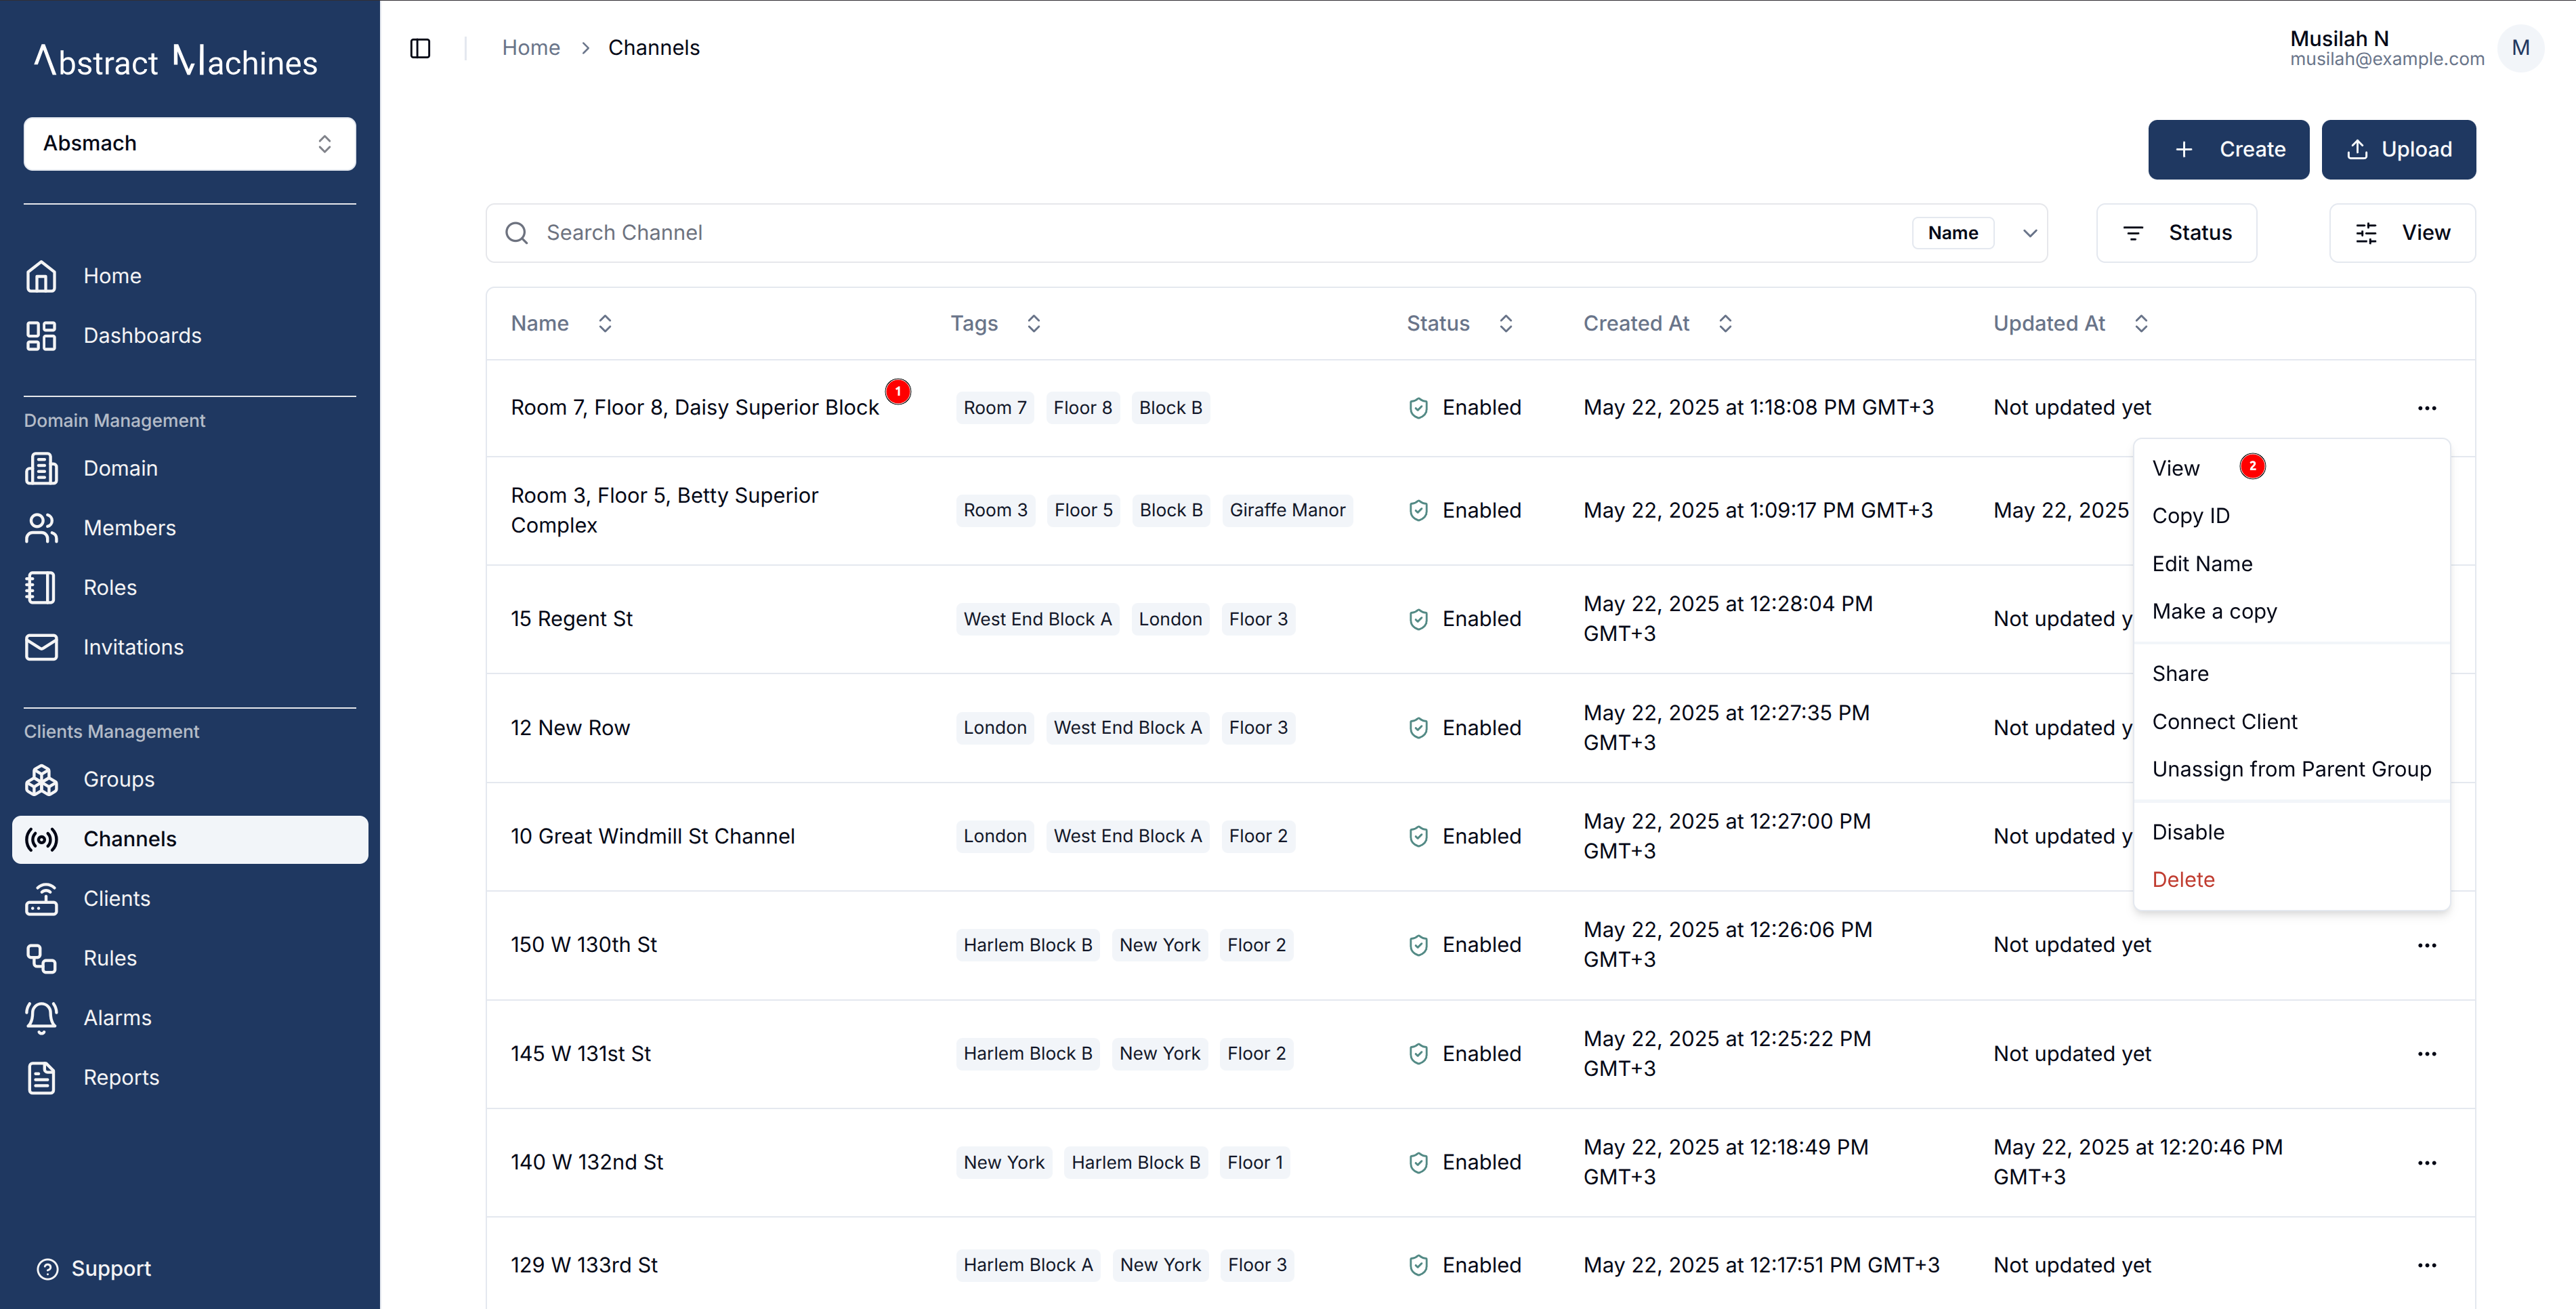 Abstract Machines
Absmach
Home
Dashboards
Domain Management
Domain
Members
Roles
Invitations
Clients Management
Groups
Channels
Clients
Rules
Alarms
Reports
Support
Home > Channels
Musilah N
musilah@example.com
M
+ Create
Upload
Search Channel
Name
Status
View
Name Tags Status Created At Updated At
Room 7, Floor 8, Daisy Superior Block 1 Room 7 Floor 8 Block B Enabled May 22, 2025 at 1:18:08 PM GMT+3 Not updated yet ...
Room 3, Floor 5, Betty Superior
Complex
Room 3 Floor 5 Block B Giraffe Manor Enabled May 22, 2025 at 1:09:17 PM GMT+3 May 22, 2025
15 Regent St West End Block A London Floor 3 Enabled May 22, 2025 at 12:28:04 PM
GMT+3
Not updated y
12 New Row London West End Block A Floor 3 Enabled May 22, 2025 at 12:27:35 PM
GMT+3
Not updated y
10 Great Windmill St Channel London West End Block A Floor 2 Enabled May 22, 2025 at 12:27:00 PM
GMT+3
Not updated y
View 2
Copy ID
Edit Name
Make a copy
Share
Connect Client
Unassign from Parent Group
Disable
Delete
150 W 130th St Harlem Block B New York Floor 2 Enabled May 22, 2025 at 12:26:06 PM
GMT+3
Not updated yet ...
145 W 131st St Harlem Block B New York Floor 2 Enabled May 22, 2025 at 12:25:22 PM
GMT+3
Not updated yet ...
140 W 132nd St New York Harlem Block B Floor 1 Enabled May 22, 2025 at 12:18:49 PM
GMT+3
May 22, 2025 at 12:20:46 PM
GMT+3
...
129 W 133rd St Harlem Block A New York Floor 3 Enabled May 22, 2025 at 12:17:51 PM GMT+3 Not updated yet ...